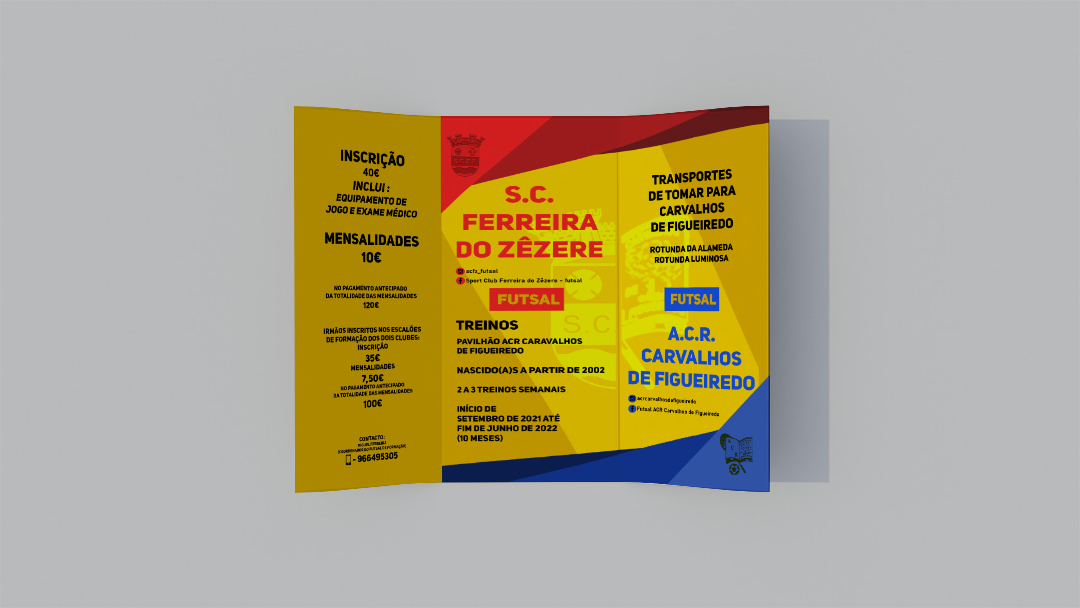 INSCRIÇÃO
40€
INCLUI :
EQUIPAMENTO DE
JOGO E EXAME MÉDICO
MENSALIDADES
10€
NO PAGAMENTO ANTECIPADO
DA TOTALIDADE DAS MENSALIDADES
120€
IRMÃOS INSCRITOS NOS ESCALÕES
DE FORMAÇÃO DOS DOIS CLUBES:
INSCRIÇÃO
35€
MENSALIDADES
7,50€
NO PAGAMENTO ANTECIPADO
DA TOTALIDADE DAS MENSALIDADES
100€
CONTACTO:
- 966495305
S.C.
FERREIRA
DO ZÊZERE
acfz_futsal
Sport Club Ferreira do Zêzere - futsal
FUTSAL
S.C.
TREINOS
PAVILHÃO ACR CARAVALHOS
DE FIGUEIREDO
NASCIDO(A)S A PARTIR DE 2002
2 A 3 TREINOS SEMANAIS
INÍCIO DE
SETEMBRO DE 2021 ATÉ
FIM DE JUNHO DE 2022
(10 MESES)
TRANSPORTES
DE TOMAR PARA
CARVALHOS
DE FIGUEIREDO
ROTUNDA DA ALAMEDA
ROTUNDA LUMINOSA
FUTSAL
A.C.R.
CARVALHOS
DE FIGUEIREDO
acrcarvalhosdefigueiredo
Futsal ACR Carvalhos de Figueiredo